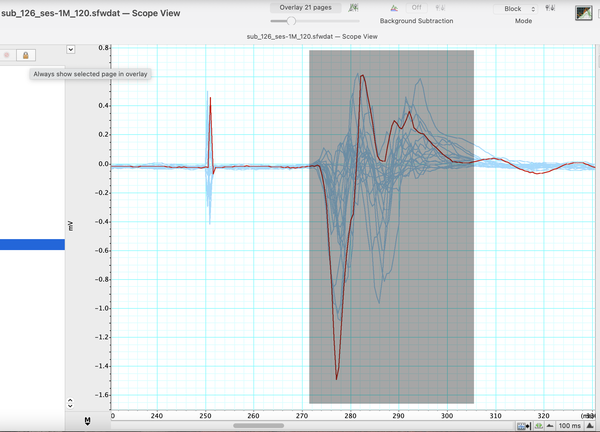 sub_126_ses-1M_120.sfwdat — Scope View
Overlay 21 pages
Off
Background Subtraction
Block
Mode
sub_126_ses-1M_120.sfwdat — Scope View
Always show selected page in overlay
0.8
0.4
0.2
0.0
-0.2
-0.4
-0.6
-0.8
-1.0
-1.2
-1.4
-1.6
mV
0
240
250
260
270
280
290
300
310
320
M
100 ms